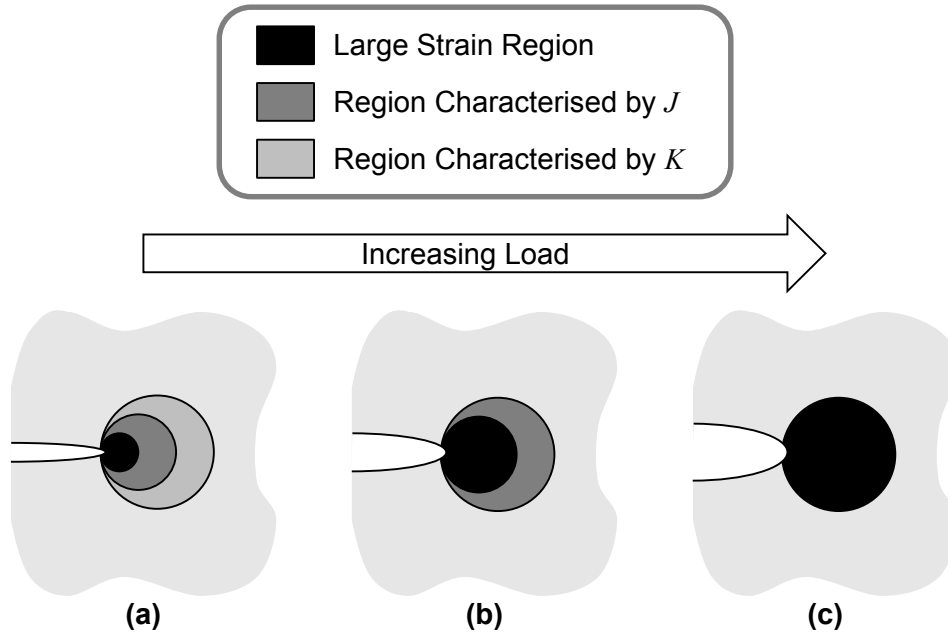 Large Strain Region
Region Characterised by J
Region Characterised by K
Increasing Load
(a)
(b)
(c)